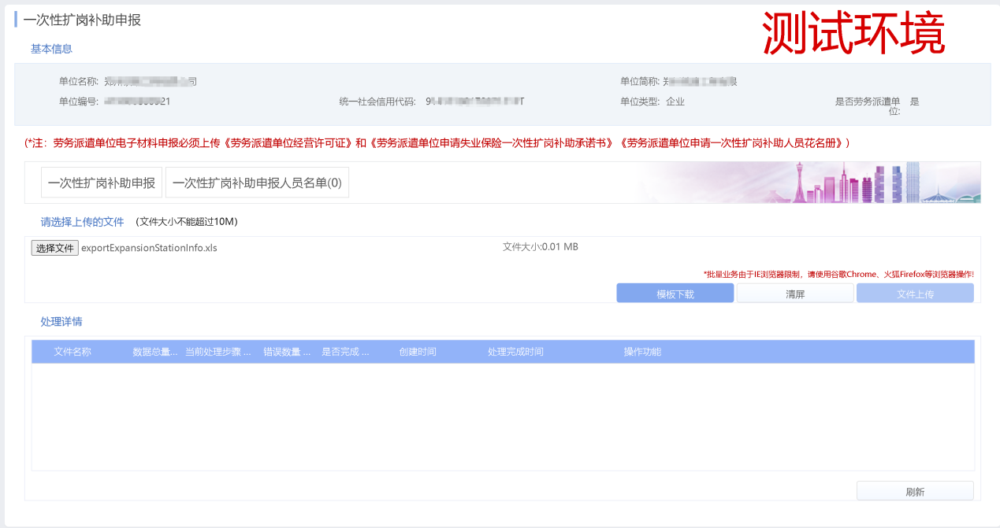 一次性扩岗补助申报
测试环境
基本信息
单位名称:
单位简称:
单位编号:
统一社会信用代码:
单位类型: 企业
是否劳务派遣单位: 是
(*注：劳务派遣单位电子材料申报必须上传《劳务派遣单位经营许可证》和《劳务派遣单位申请失业保险一次性扩岗补助承诺书》《劳务派遣单位申请一次性扩岗补助人员花名册》)
一次性扩岗补助申报 一次性扩岗补助申报人员名单(0)
请选择上传的文件 (文件大小不能超过10M)
选择文件 exportExpansionStationInfo.xls 文件大小:0.01 MB
*批量业务由于IE浏览器限制，请使用谷歌Chrome、火狐Firefox等浏览器操作!
模板下载 清屏 文件上传
处理详情
文件名称 数据总量... 当前处理步骤 ... 错误数量 ... 是否完成 ... 创建时间 处理完成时间 操作功能
刷新